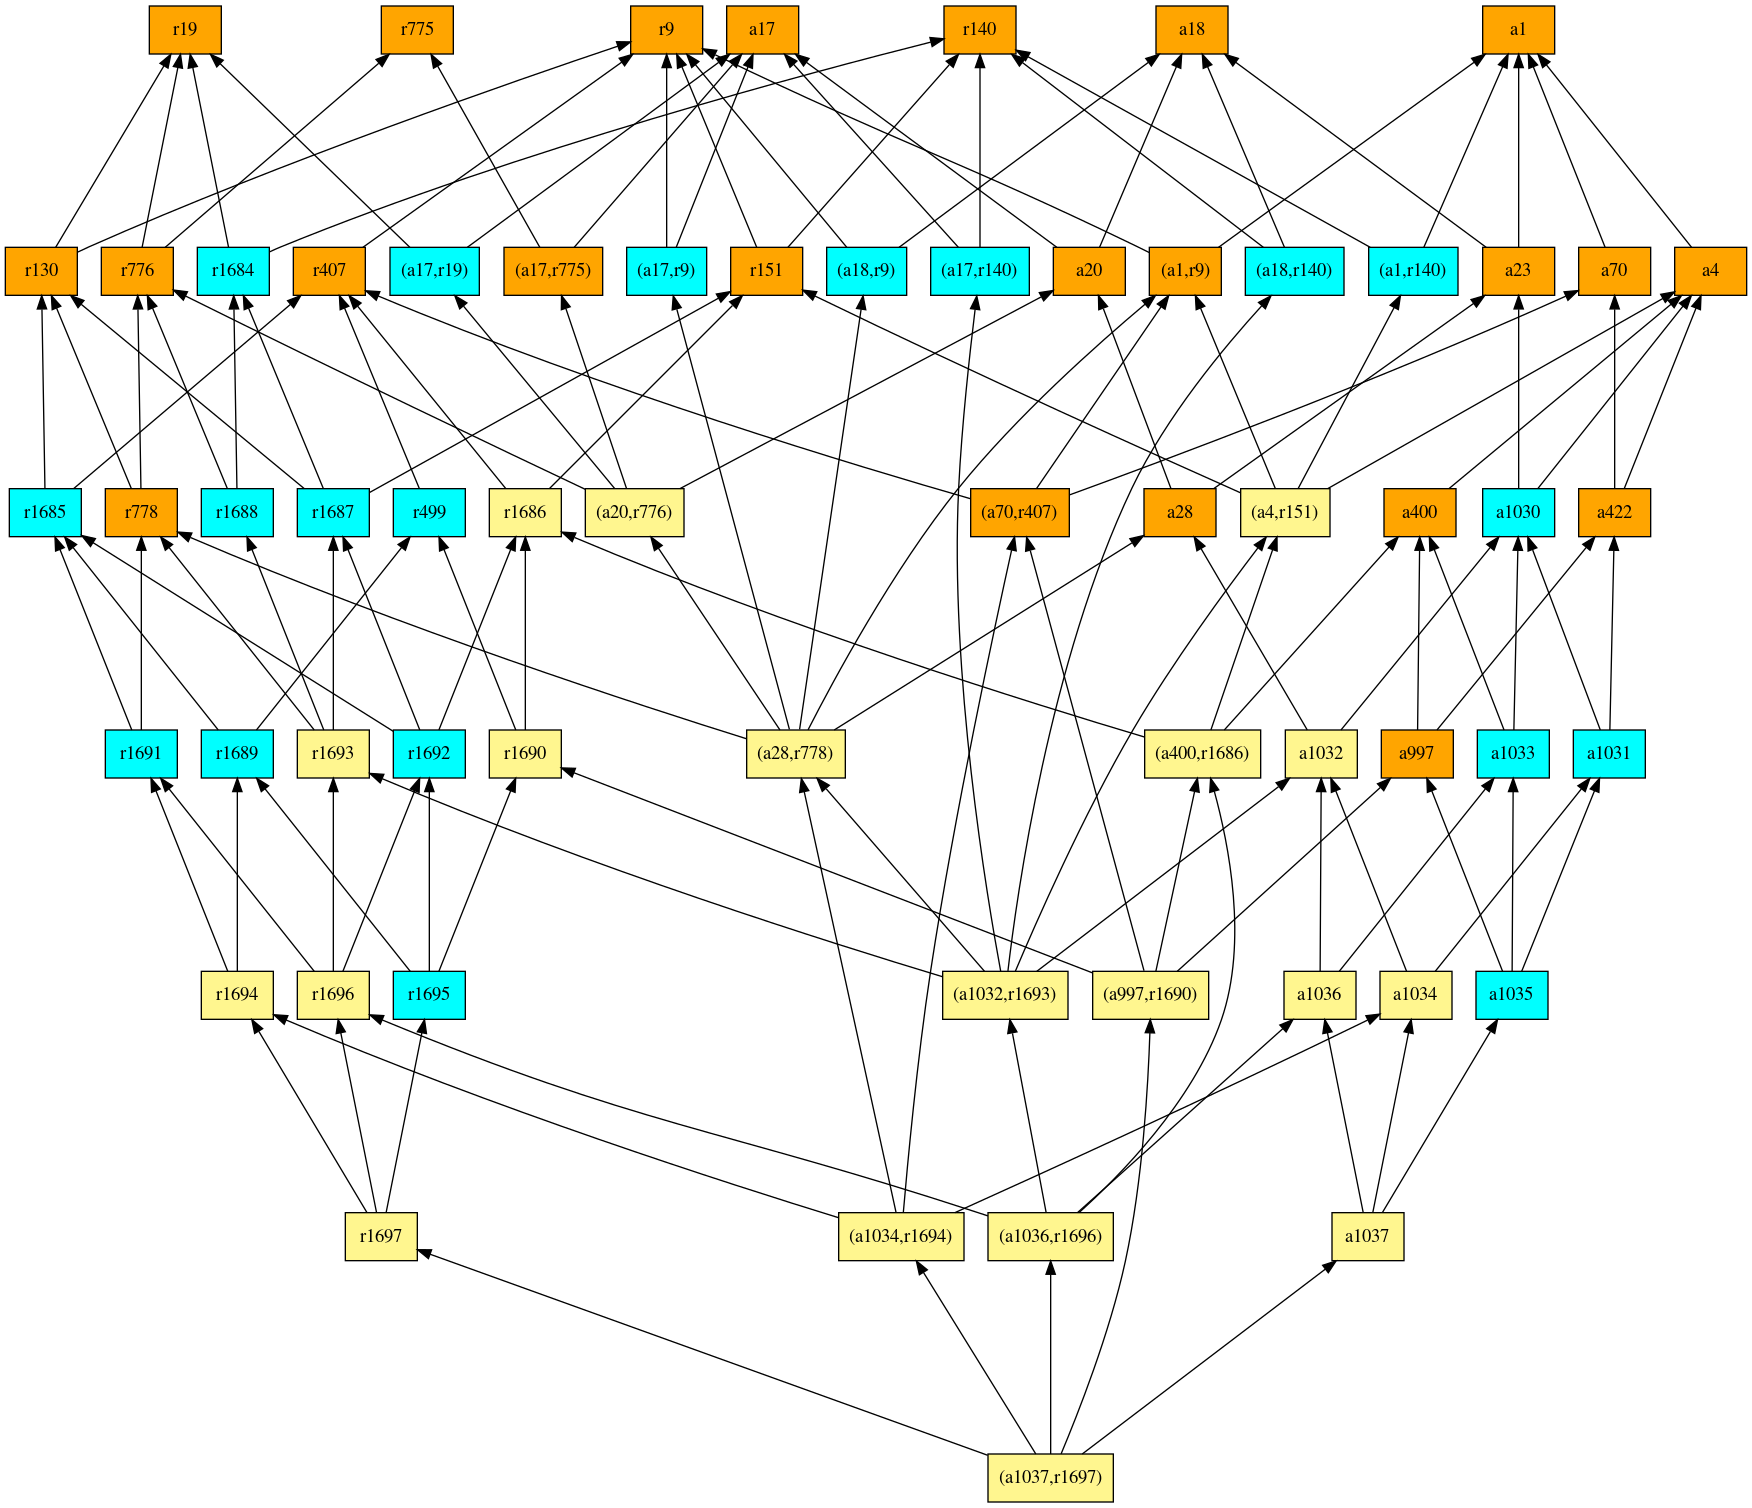 r19
r775
r9
a17
r140
a18
a1
r130
r776
r1684
r407
(a17,r19)
(a17,r775)
(a17,r9)
r151
(a18,r9)
(a17,r140)
a20
(a1,r9)
(a18,r140)
(a1,r140)
a23
a70
a4
r1685
r778
r1688
r1687
r499
r1686
(a20,r776)
(a70,r407)
a28
(a4,r151)
a400
a1030
a422
r1691
r1689
r1693
r1692
r1690
(a28,r778)
(a400,r1686)
a1032
a997
a1033
a1031
r1694
r1696
r1695
(a1032,r1693)
(a997,r1690)
a1036
a1034
a1035
r1697
(a1034,r1694)
(a1036,r1696)
a1037
(a1037,r1697)